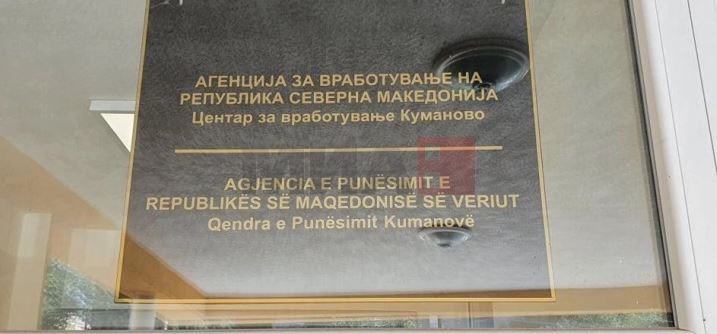 АГЕНЦИЈА ЗА ВРАБОТУВАЊЕ НА
РЕПУБЛИКА СЕВЕРНА МАКЕДОНИЈА
Центар за вработување Куманово
AGJENCIA E PUNËSIMIT E
REPUBLIKËS SË MAQEDONISË SË VERIUT
Qendra e Punësimit Kumanovë